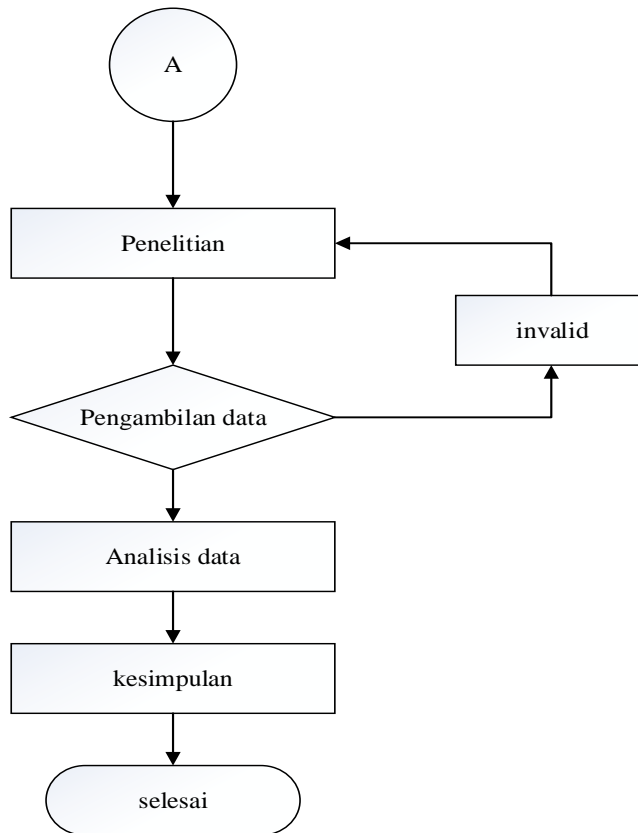 A
Penelitian
invalid
Pengambilan data
Analisis data
kesimpulan
selesai